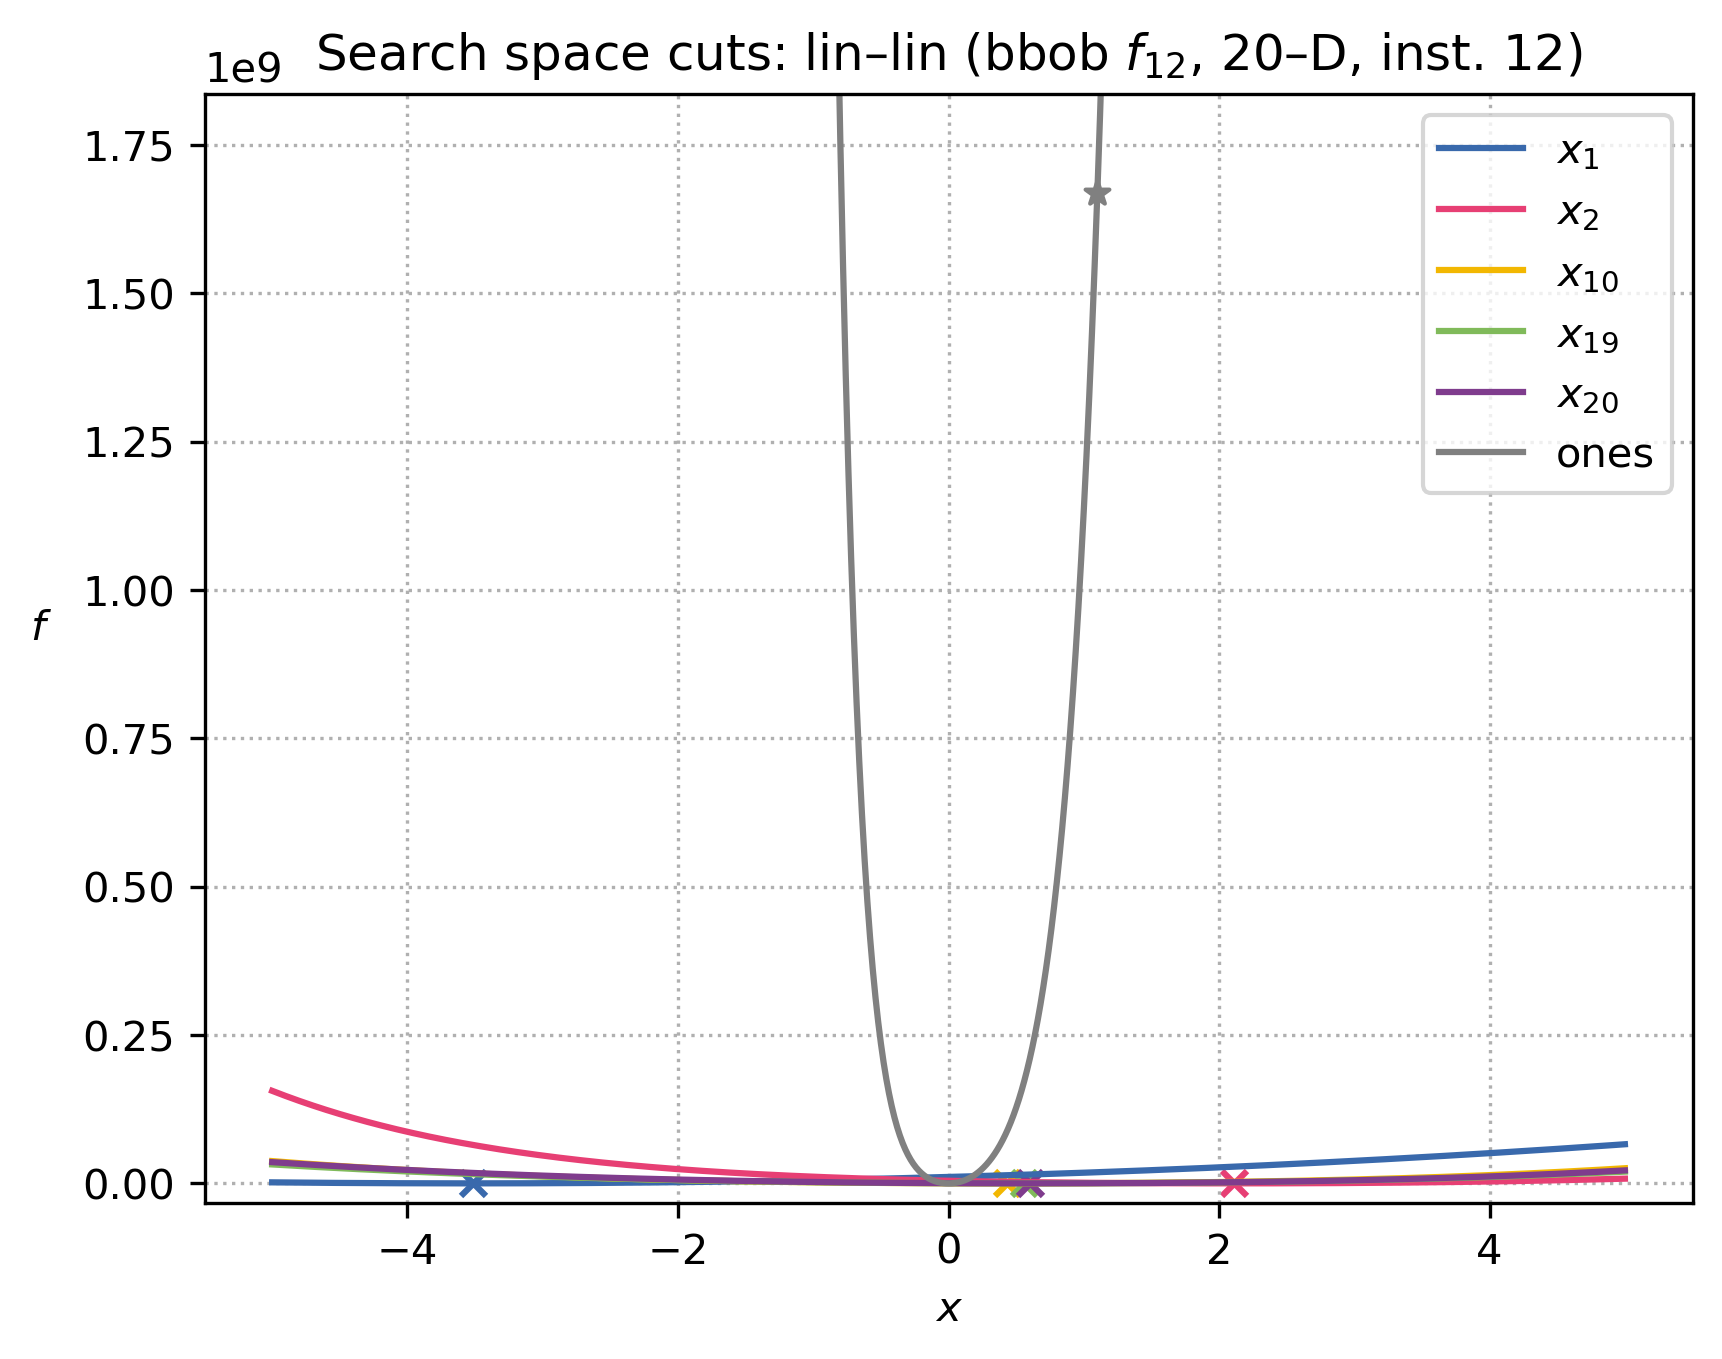 Search space cuts: lin–lin (bbob f12, 20–D, inst. 12)
1e9
1.75
1.50
1.25
1.00
0.75
0.50
0.25
0.00
f
−4
−2
0
2
4
x
x1
x2
x10
x19
x20
ones